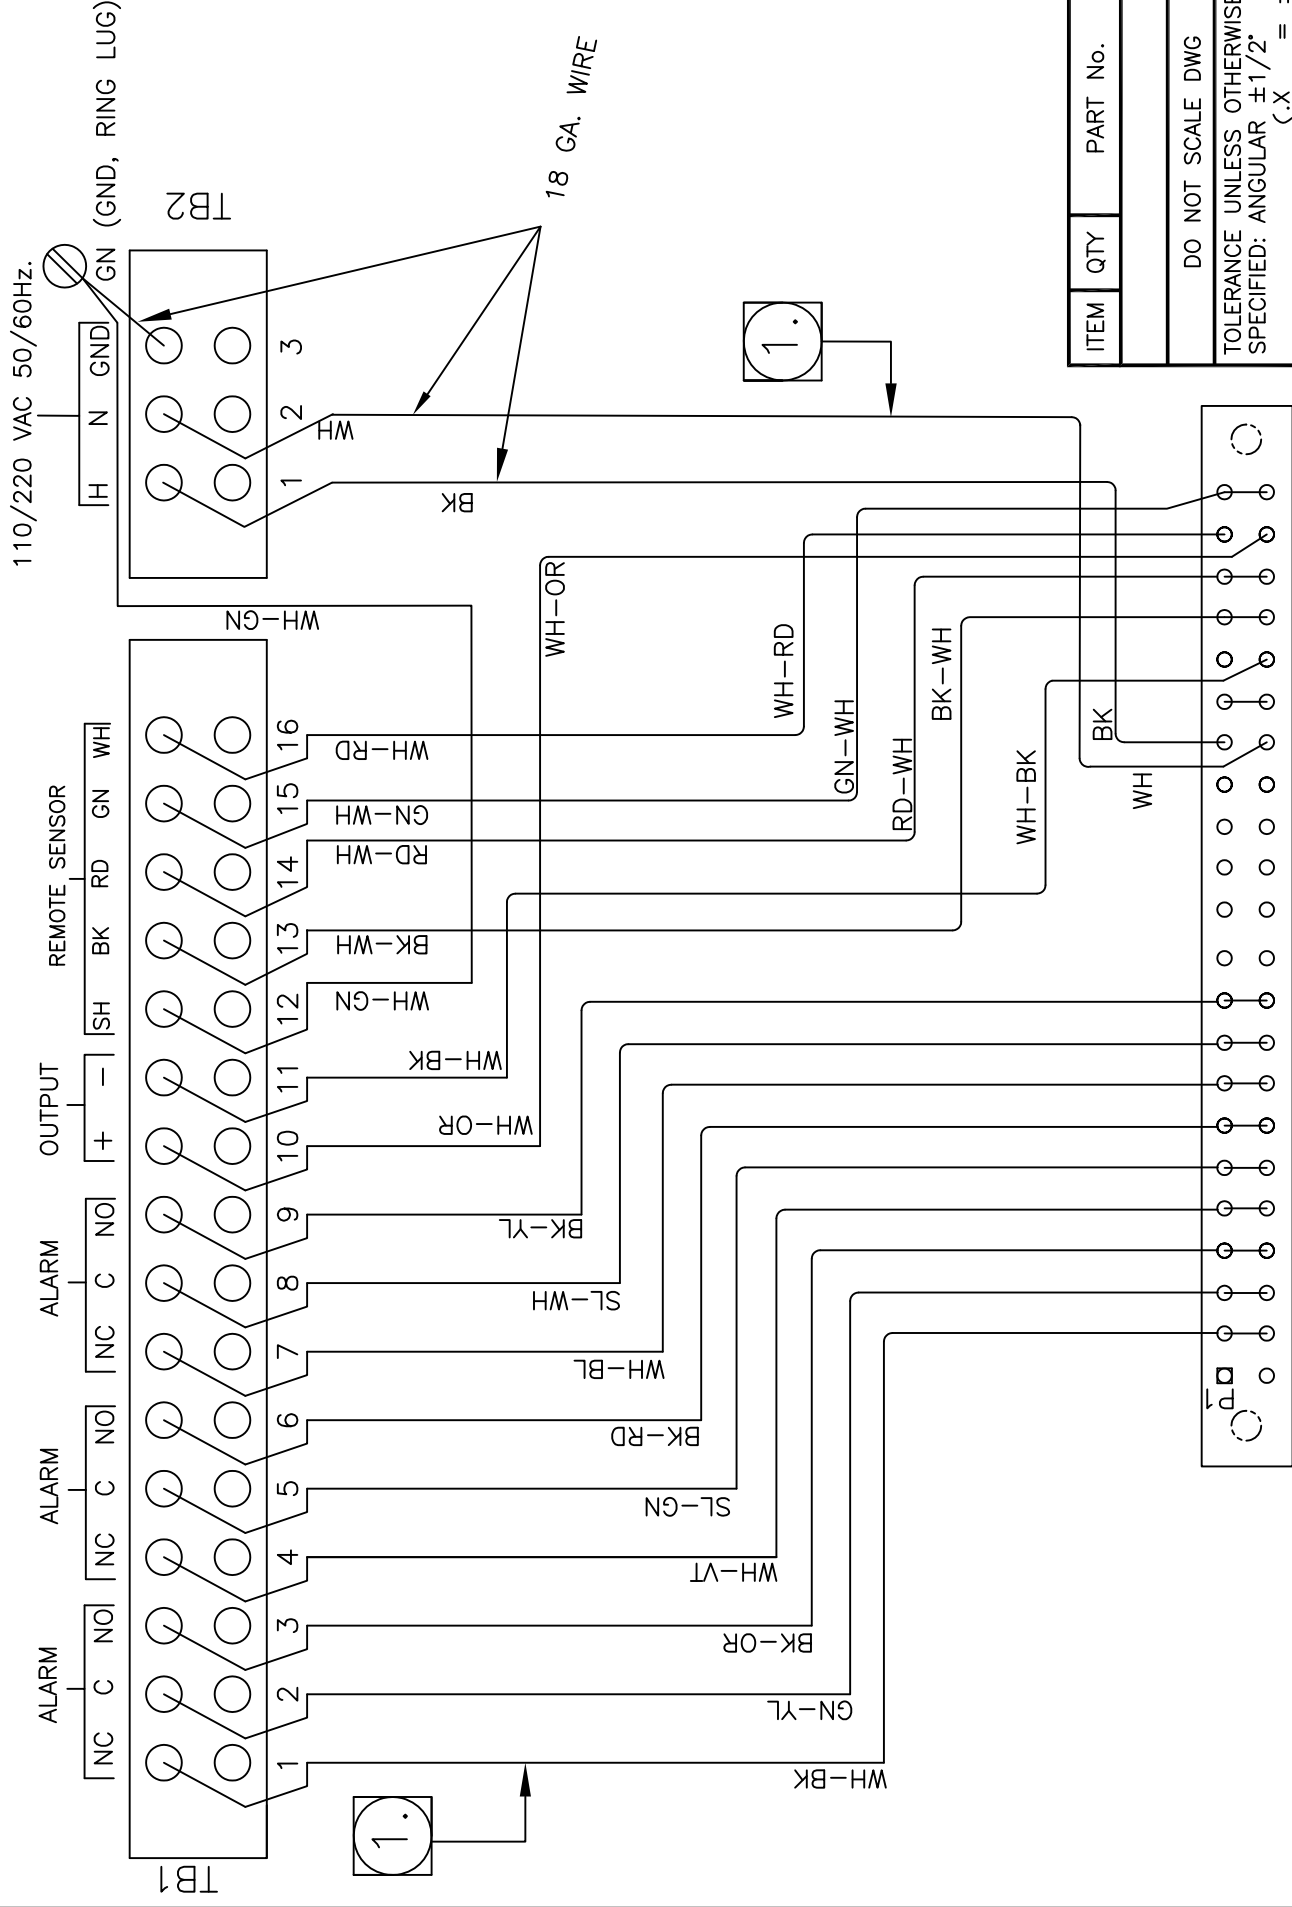 110/220 VAC 50/60Hz.
GN (GND, RING LUG)
H N GND
TB2
1 2 3
18 GA. WIRE
WH
BK
1.
REMOTE SENSOR
SH BK RD GN WH
OUTPUT
+ −
ALARM
NC C NO
ALARM
NC C NO
ALARM
NC C NO
TB1
1 2 3 4 5 6 7 8 9 10 11 12 13 14 15 16
WH-BK
GN-YL
BK-OR
WH-VT
SL-GN
BK-RD
WH-BL
SL-WH
BK-YL
WH-OR
WH-BK
WH-GN
BK-WH
RD-WH
GN-WH
WH-RD
WH-GN
WH-OR
WH-RD
GN-WH
RD-WH
BK-WH
WH-BK
BK
WH
1.
P1
ITEM QTY PART No.
DO NOT SCALE DWG
TOLERANCE UNLESS OTHERWISE
SPECIFIED: ANGULAR ±1/2°
(.X =